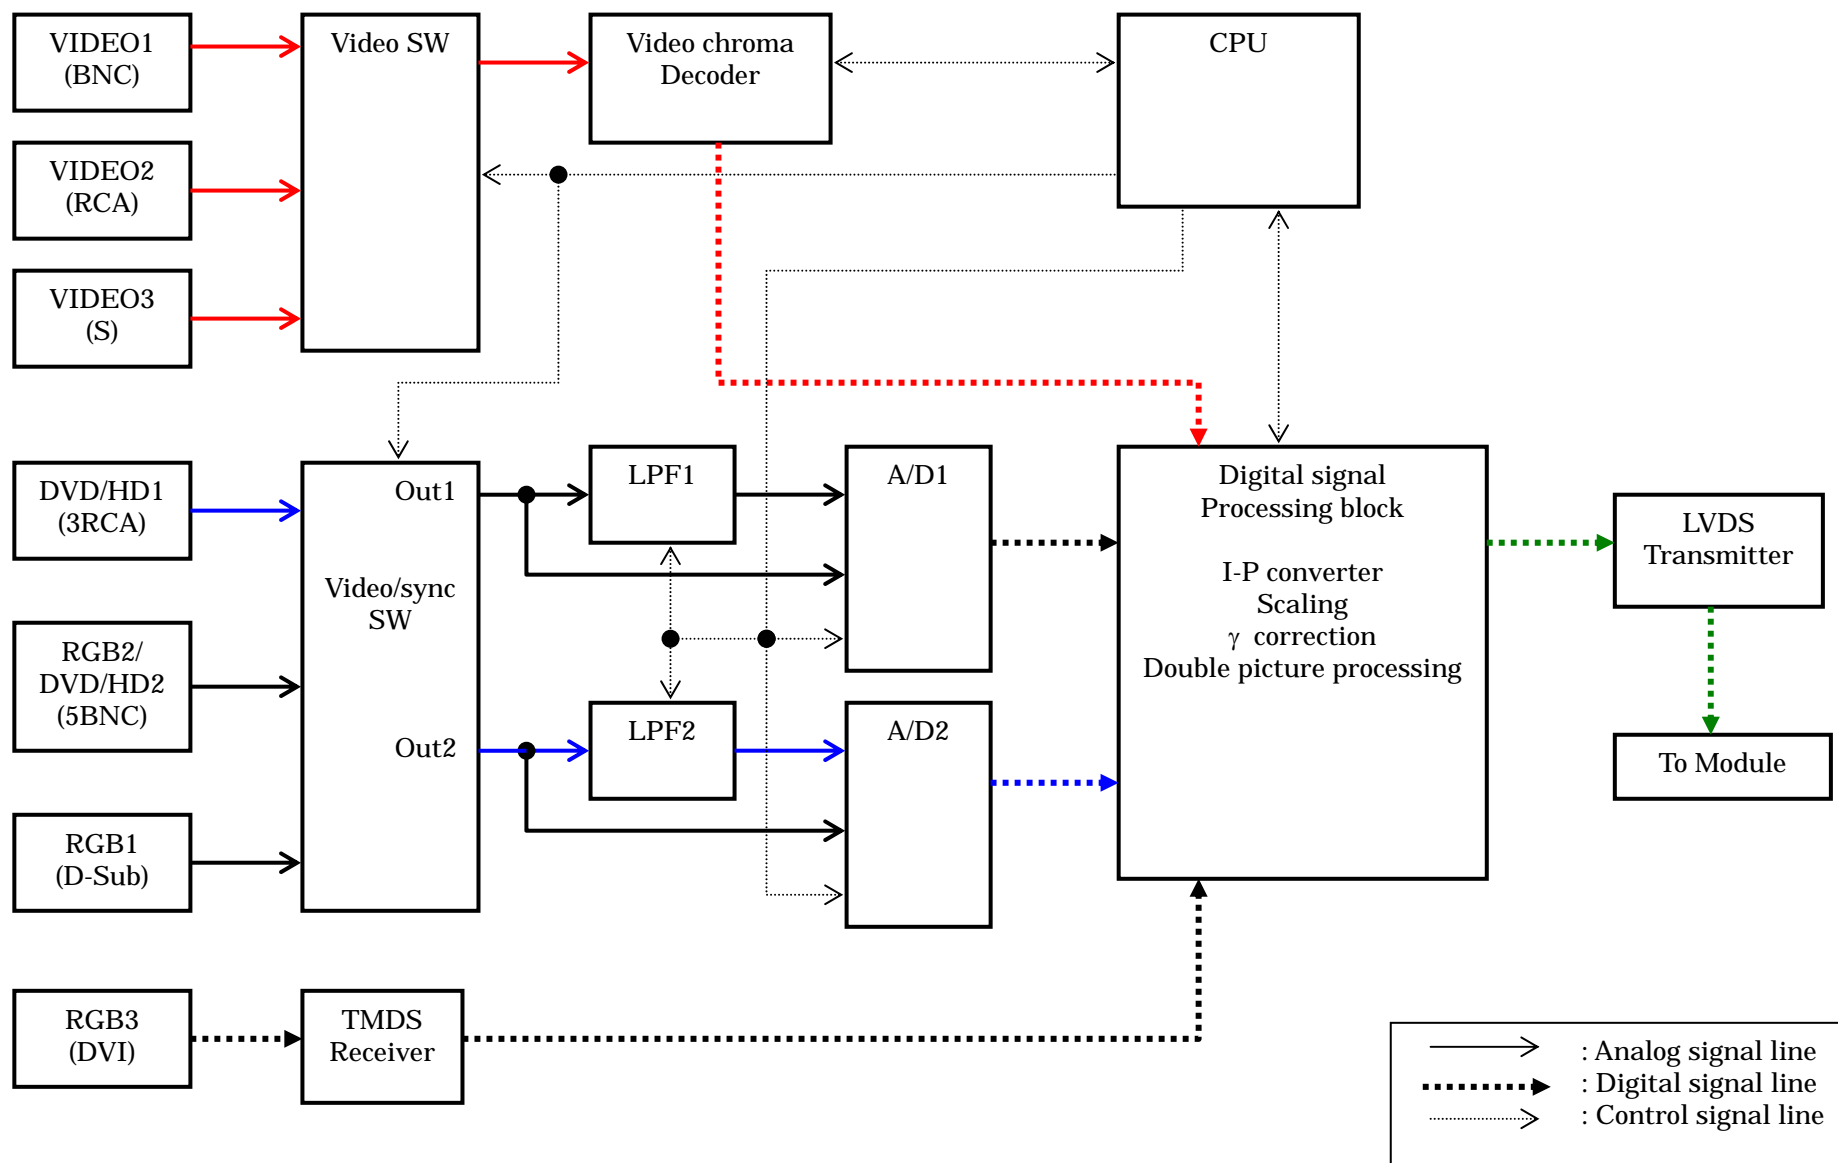 VIDEO1
(BNC)
Video SW
Video chroma
Decoder
CPU
VIDEO2
(RCA)
VIDEO3
(S)
DVD/HD1
(3RCA)
Out1
Video/sync
SW
Out2
LPF1
A/D1
Digital signal
Processing block
I-P converter
Scaling
γ correction
Double picture processing
LVDS
Transmitter
RGB2/
DVD/HD2
(5BNC)
LPF2
A/D2
To Module
RGB1
(D-Sub)
RGB3
(DVI)
TMDS
Receiver
: Analog signal line
: Digital signal line
: Control signal line